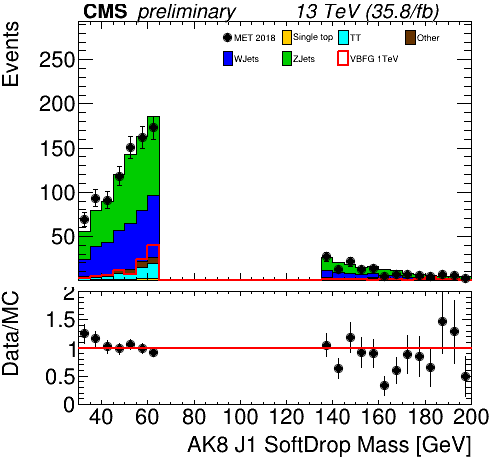 CMS preliminary 13 TeV (35.8/fb)
MET 2018 Single top TT Other
WJets ZJets VBFG 1TeV
Events
250
200
150
100
50
Data/MC
2
1.5
1
0.5
0
40 60 80 100 120 140 160 180 200
AK8 J1 SoftDrop Mass [GeV]